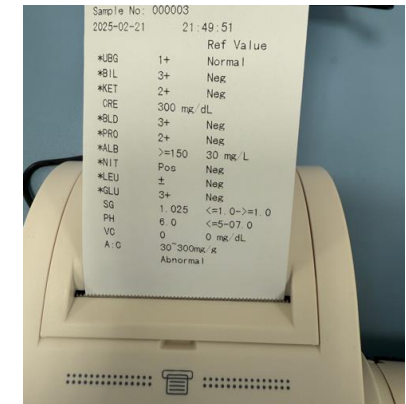 Sample No: 000003
2025-02-21 21:49:51
Ref Value
*UBG 1+ Normal
*BIL 3+ Neg
*KET 2+ Neg
CRE 300 mg/dL
*BLD 3+ Neg
*PRO 2+ Neg
*ALB >=150 30 mg/L
*NIT Pos Neg
*LEU ± Neg
*GLU 3+ Neg
SG 1.025 <=1.0~>=1.0
PH 6.0 <=5~07.0
VC 0 0 mg/dL
A:C 30~300mg/g
Abnormal